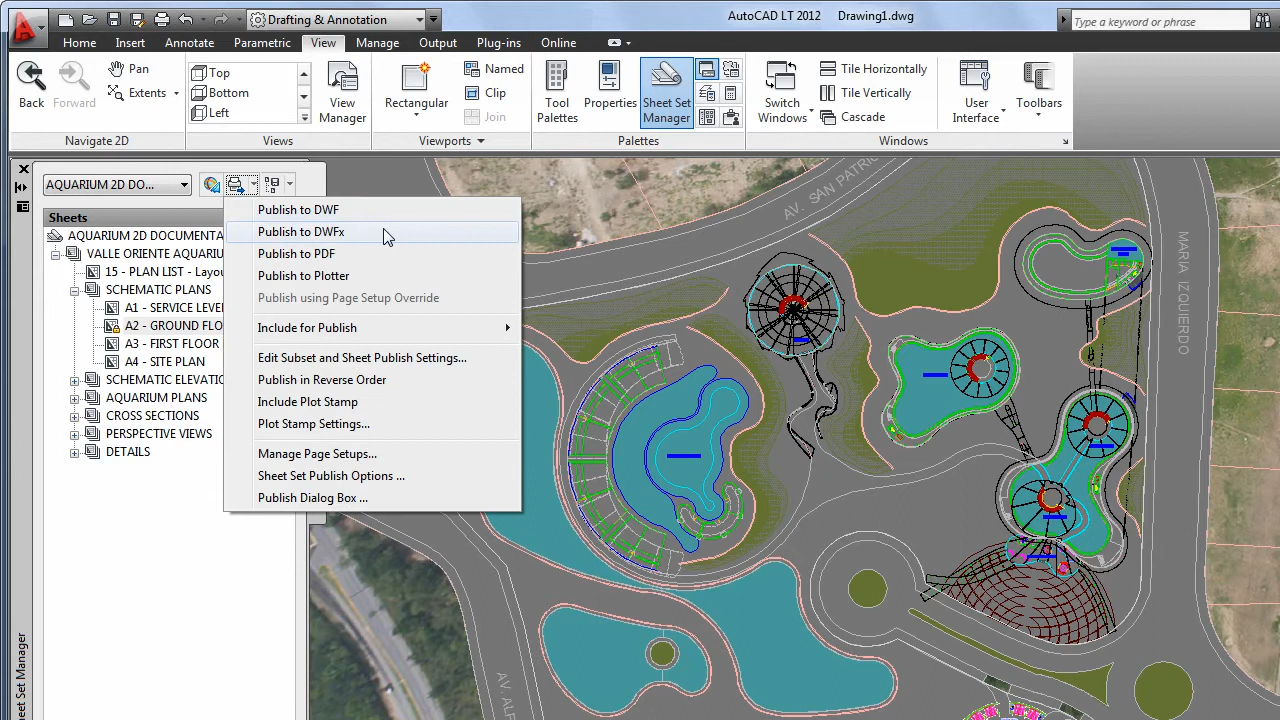 Drafting & Annotation
AutoCAD LT 2012 Drawing1.dwg
Type a keyword or phrase
Home Insert Annotate Parametric View Manage Output Plug-ins Online
Back
Forward
Pan
Extents
Navigate 2D
Top
Bottom
Left
View Manager
Views
Rectangular
Named
Clip
Join
Viewports
Tool Palettes
Properties
Sheet Set Manager
Palettes
Switch Windows
Tile Horizontally
Tile Vertically
Cascade
User Interface
Toolbars
Windows
AQUARIUM 2D DO...
Sheets
AQUARIUM 2D DOCUMENTA
VALLE ORIENTE AQUARIU
15 - PLAN LIST - Layou
SCHEMATIC PLANS
A1 - SERVICE LEVE
A2 - GROUND FLO
A3 - FIRST FLOOR
A4 - SITE PLAN
SCHEMATIC ELEVATIO
AQUARIUM PLANS
CROSS SECTIONS
PERSPECTIVE VIEWS
DETAILS
Publish to DWF
Publish to DWFx
Publish to PDF
Publish to Plotter
Publish using Page Setup Override
Include for Publish
Edit Subset and Sheet Publish Settings...
Publish in Reverse Order
Include Plot Stamp
Plot Stamp Settings...
Manage Page Setups...
Sheet Set Publish Options ...
Publish Dialog Box ...
AV. SAN PATRIC
MARIA IZQUIERDO
AV. ALF
Sheet Set Manager